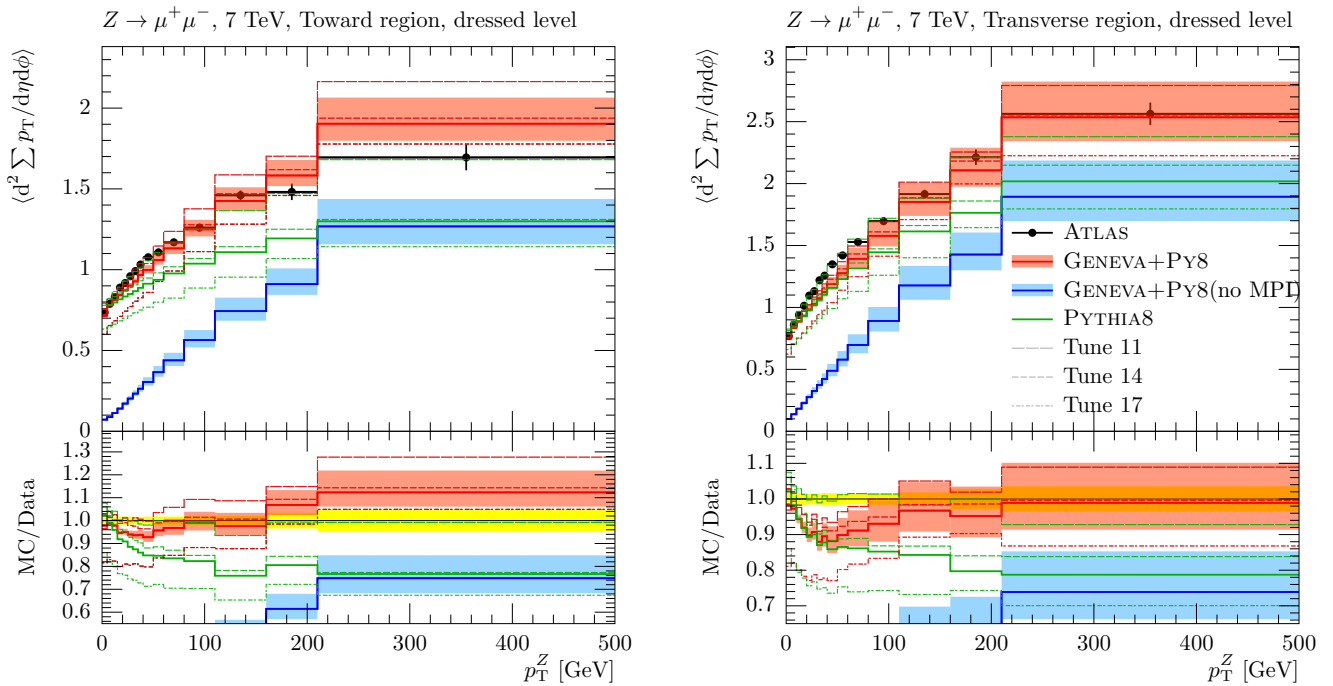 Z → μ⁺μ⁻, 7 TeV, Toward region, dressed level
⟨d² ∑ p_T/dηdϕ⟩
2
1.5
1
0.5
0
MC/Data
1.3
1.2
1.1
1.0
0.9
0.8
0.7
0.6
0 100 200 300 400 500
p_T^Z [GeV]
Z → μ⁺μ⁻, 7 TeV, Transverse region, dressed level
⟨d² ∑ p_T/dηdϕ⟩
3
2.5
2
1.5
1
0.5
0
ATLAS
GENEVA+PY8
GENEVA+PY8(no MPI)
PYTHIA8
Tune 11
Tune 14
Tune 17
MC/Data
1.1
1.0
0.9
0.8
0.7
0 100 200 300 400 500
p_T^Z [GeV]